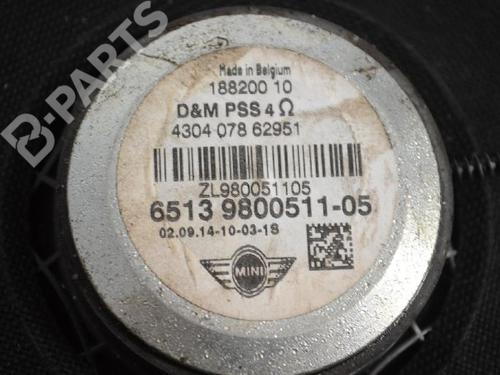 B-PARTS
Made in Belgium
188200 10
D&M PSS 4 Ω
4304 078 62951
ZL980051105
6513 9800511-05
02.09.14-10-03-1S
MINI
B-PARTS